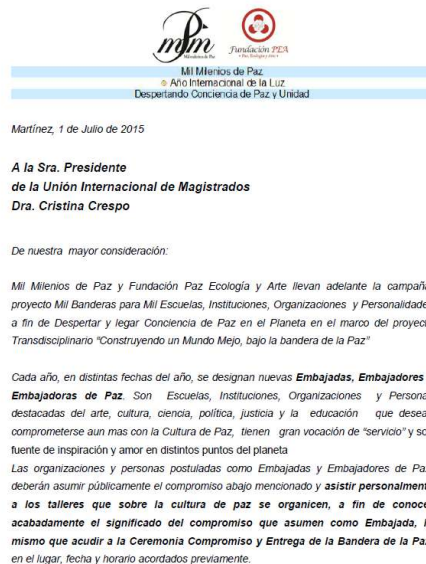 mpm
Milenios de Paz
Fundación PEA
• Paz, Ecología y Arte •
Mil Milenios de Paz
Año Internacional de la Luz
Despertando Conciencia de Paz y Unidad
Martínez, 1 de Julio de 2015
A la Sra. Presidente
de la Unión Internacional de Magistrados
Dra. Cristina Crespo
De nuestra mayor consideración:
Mil Milenios de Paz y Fundación Paz Ecología y Arte llevan adelante la campaña
proyecto Mil Banderas para Mil Escuelas, Instituciones, Organizaciones y Personalidade
a fin de Despertar y legar Conciencia de Paz en el Planeta en el marco del proyect
Transdisciplinario "Construyendo un Mundo Mejo, bajo la bandera de la Paz"
Cada año, en distintas fechas del año, se designan nuevas Embajadas, Embajadores
Embajadoras de Paz. Son Escuelas, Instituciones, Organizaciones y Persona
destacadas del arte, cultura, ciencia, política, justicia y la educación que desea
comprometerse aun mas con la Cultura de Paz, tienen gran vocación de "servicio" y so
fuente de inspiración y amor en distintos puntos del planeta
Las organizaciones y personas postuladas como Embajadas y Embajadores de Pa
deberán asumir públicamente el compromiso abajo mencionado y asistir personalment
a los talleres que sobre la cultura de paz se organicen, a fin de conoce
acabadamente el significado del compromiso que asumen como Embajada, l
mismo que acudir a la Ceremonia Compromiso y Entrega de la Bandera de la Pa
en el lugar, fecha y horario acordados previamente.